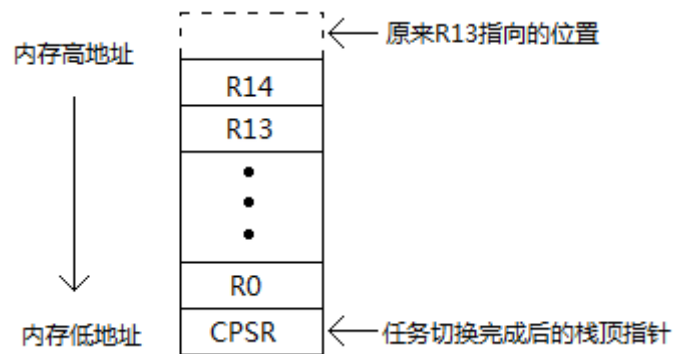 原来R13指向的位置
内存高地址
R14
R13
R0
内存低地址
CPSR
任务切换完成后的栈顶指针